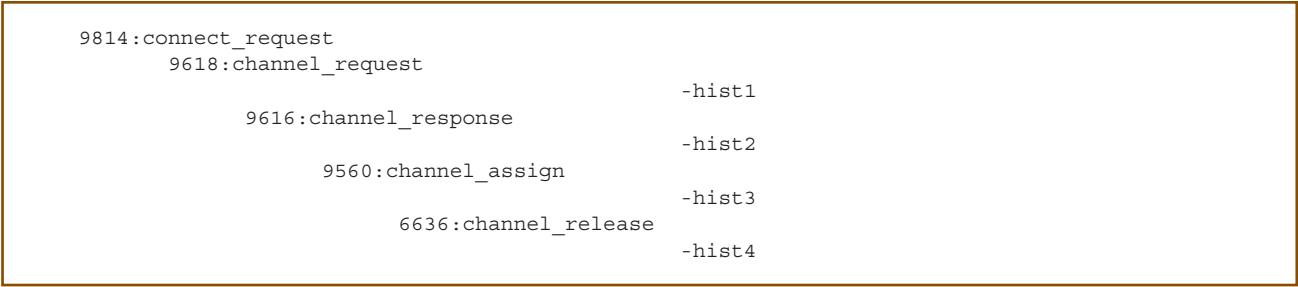 9814:connect_request
9618:channel_request
-hist1
9616:channel_response
-hist2
9560:channel_assign
-hist3
6636:channel_release
-hist4